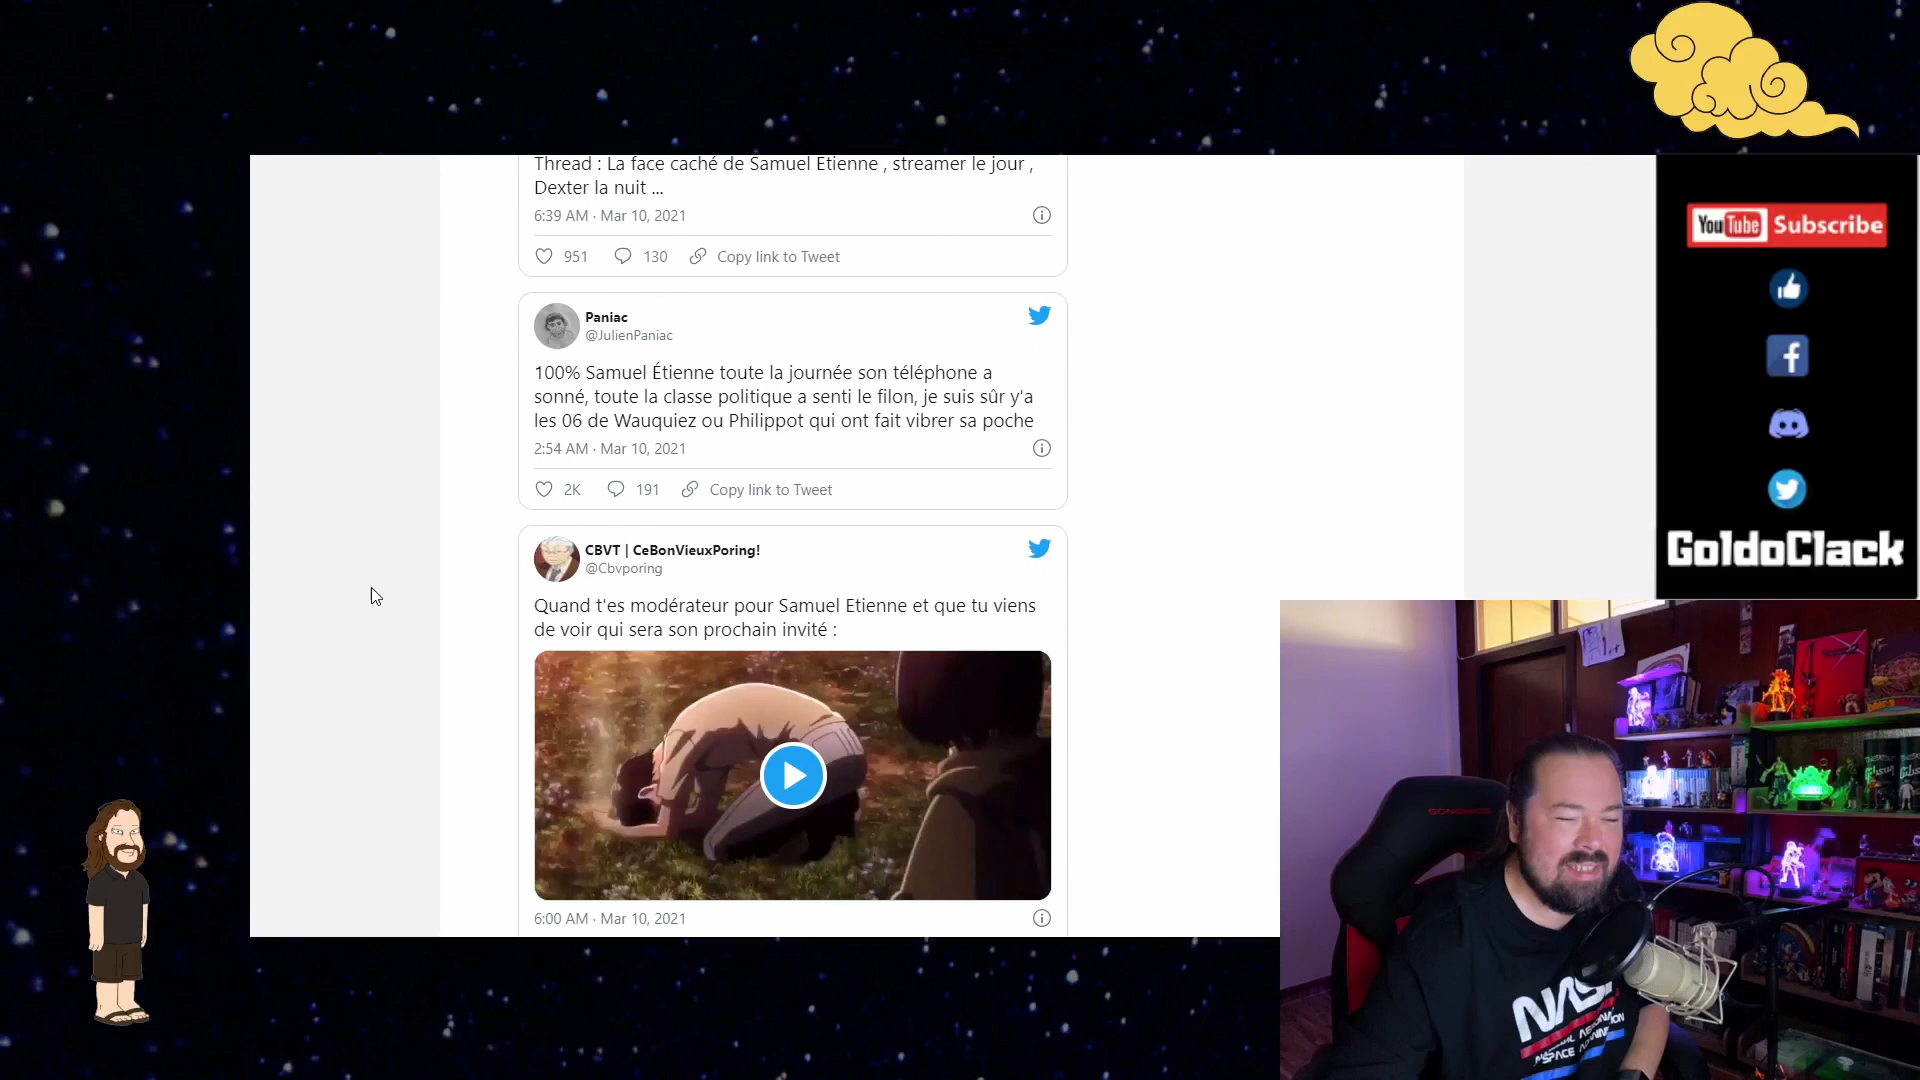 Thread : La face caché de Samuel Etienne , streamer le jour ,
Dexter la nuit ...
6:39 AM · Mar 10, 2021
951
130
Copy link to Tweet
Paniac
@JulienPaniac
100% Samuel Étienne toute la journée son téléphone a
sonné, toute la classe politique a senti le filon, je suis sûr y'a
les 06 de Wauquiez ou Philippot qui ont fait vibrer sa poche
2:54 AM · Mar 10, 2021
2K
191
Copy link to Tweet
CBVT | CeBonVieuxPoring!
@Cbvporing
Quand t'es modérateur pour Samuel Etienne et que tu viens
de voir qui sera son prochain invité :
6:00 AM · Mar 10, 2021
YouTube Subscribe
GoldoClack
SONGMICS
NAS
SPACE